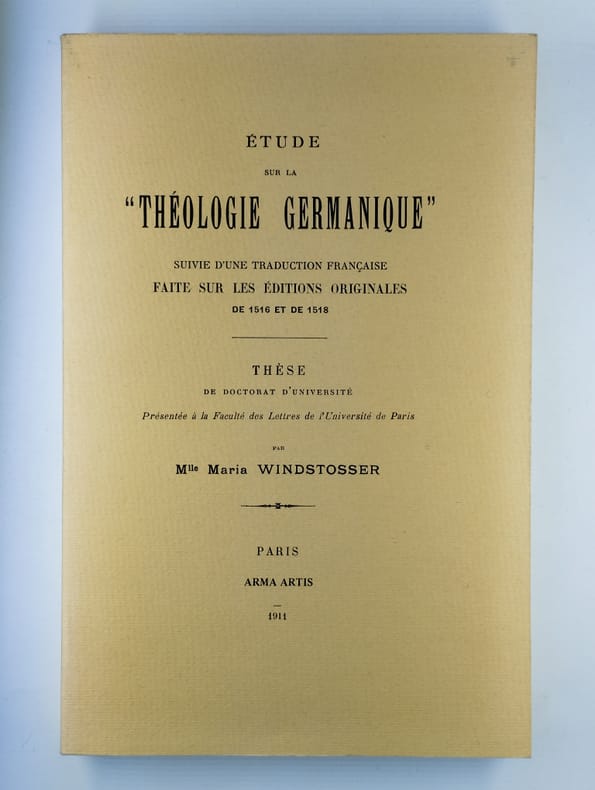 ÉTUDE
SUR LA
“THÉOLOGIE GERMANIQUE”
SUIVIE D'UNE TRADUCTION FRANÇAISE
FAITE SUR LES ÉDITIONS ORIGINALES
DE 1516 ET DE 1518
THÈSE
DE DOCTORAT D'UNIVERSITÉ
Présentée à la Faculté des Lettres de l'Université de Paris
PAR
Mlle Maria WINDSTOSSER
PARIS
ARMA ARTIS
1911